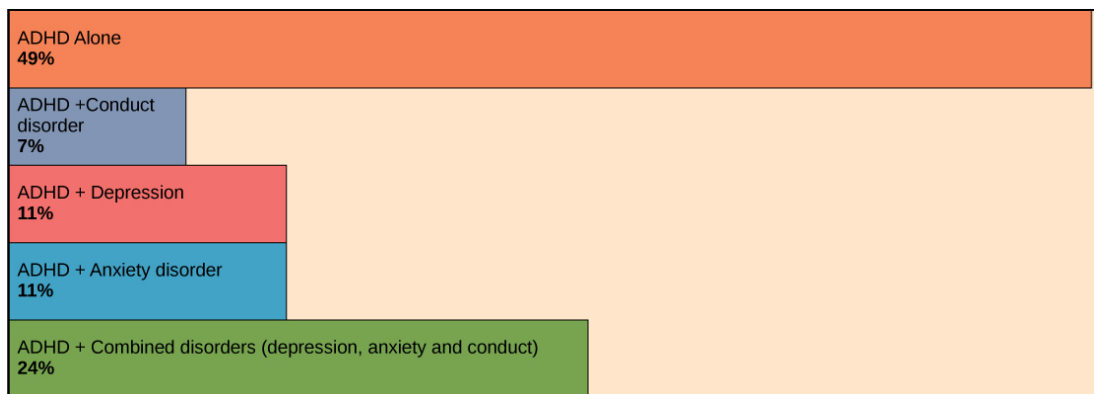 ADHD Alone
49%
ADHD +Conduct
disorder
7%
ADHD + Depression
11%
ADHD + Anxiety disorder
11%
ADHD + Combined disorders (depression, anxiety and conduct)
24%